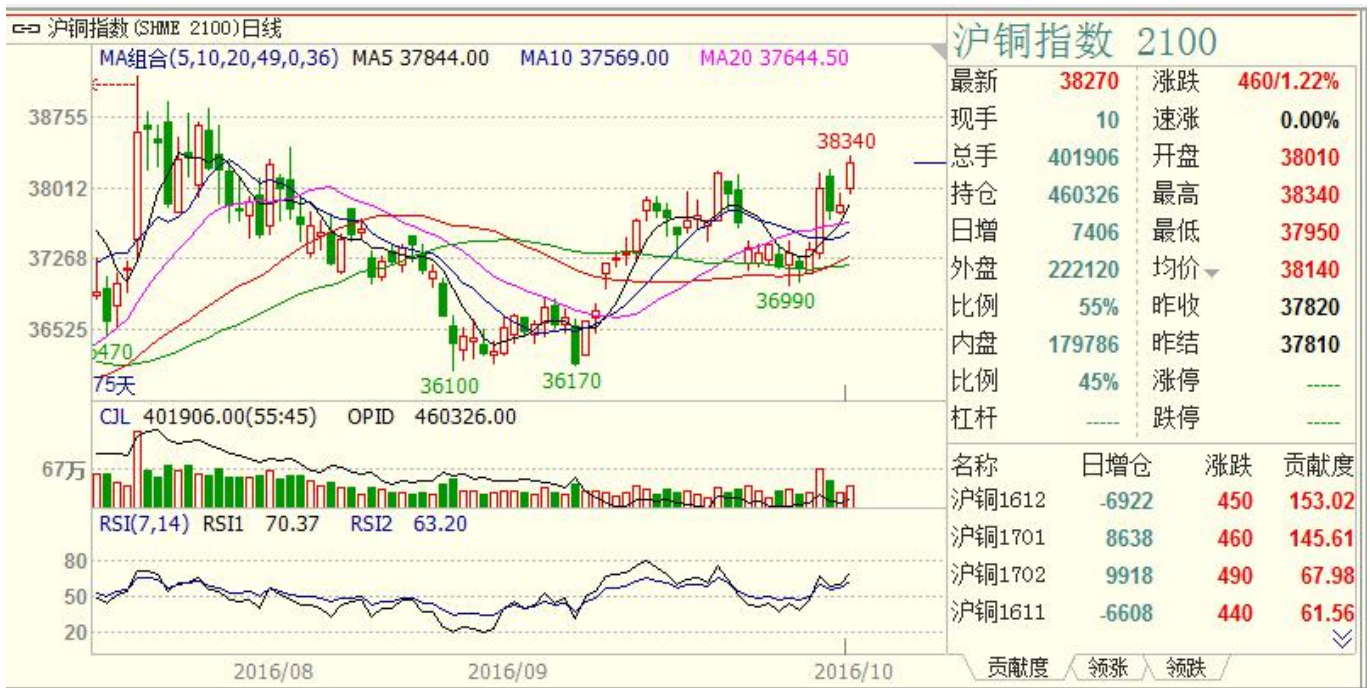 沪铜指数(SHME 2100)日线
MA组合(5,10,20,49,0,36) MA5 37844.00 MA10 37569.00 MA20 37644.50
38755
38012
37268
36525
38340
36990
36100
36170
5470
75天
CJL 401906.00(55:45) OPID 460326.00
67万
RSI(7,14) RSI1 70.37 RSI2 63.20
80
50
20
2016/08 2016/09 2016/10
沪铜指数 2100
最新 38270 涨跌 460/1.22%
现手 10 速涨 0.00%
总手 401906 开盘 38010
持仓 460326 最高 38340
日增 7406 最低 37950
外盘 222120 均价 38140
比例 55% 昨收 37820
内盘 179786 昨结 37810
比例 45% 涨停 -----
杠杆 ----- 跌停 -----
名称 日增仓 涨跌 贡献度
沪铜1612 -6922 450 153.02
沪铜1701 8638 460 145.61
沪铜1702 9918 490 67.98
沪铜1611 -6608 440 61.56
贡献度 领涨 领跌